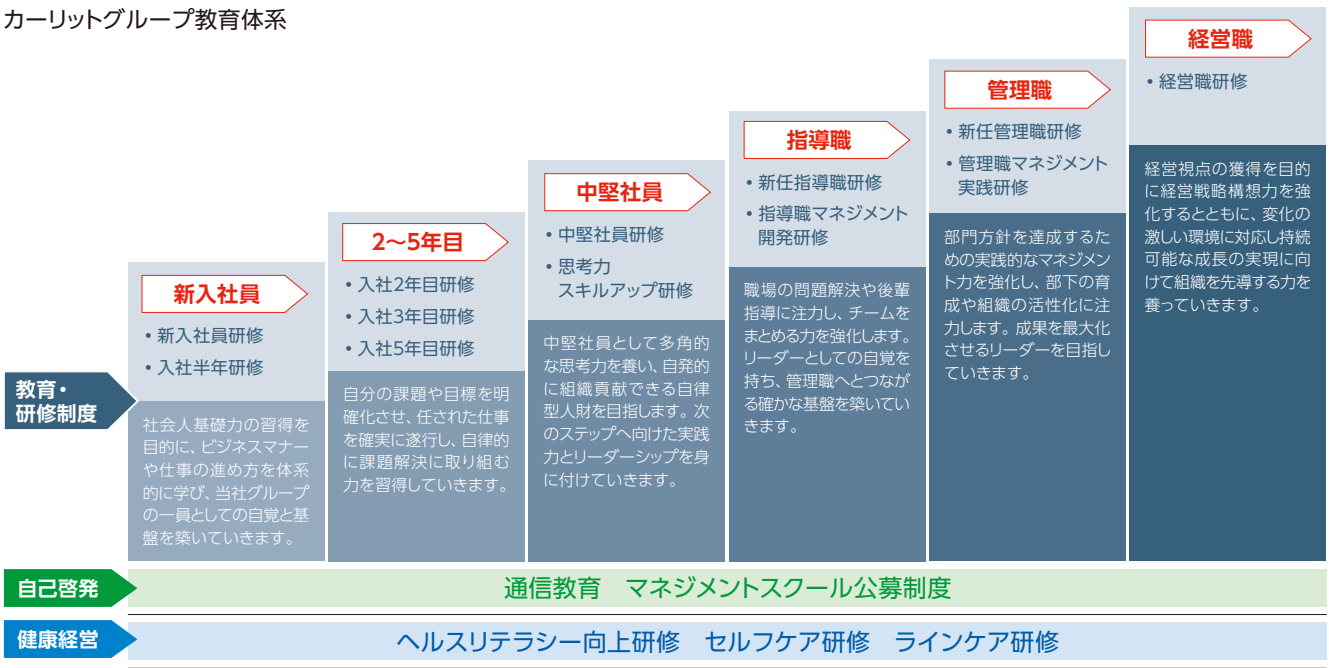 カーリットグループ教育体系
教育・
研修制度
新入社員
• 新入社員研修
• 入社半年研修
社会人基礎力の習得を
目的に、ビジネスマナー
や仕事の進め方を体系
的に学び、当社グループ
の一員としての自覚と基
盤を築いていきます。
2～5年目
• 入社2年目研修
• 入社3年目研修
• 入社5年目研修
自分の課題や目標を明
確化させ、任された仕事
を確実に遂行し、自律的
に課題解決に取り組む
力を習得していきます。
中堅社員
• 中堅社員研修
• 思考力
スキルアップ研修
中堅社員として多角的
な思考力を養い、自発的
に組織貢献できる自律
型人財を目指します。次
のステップへ向けた実践
力とリーダーシップを身
に付けていきます。
指導職
• 新任指導職研修
• 指導職マネジメント
開発研修
職場の問題解決や後輩
指導に注力し、チームを
まとめる力を強化します。
リーダーとしての自覚を
持ち、管理職へとつなが
る確かな基盤を築いてい
きます。
管理職
• 新任管理職研修
• 管理職マネジメント
実践研修
部門方針を達成するた
めの実践的なマネジメン
ト力を強化し、部下の育
成や組織の活性化に注
力します。成果を最大化
させるリーダーを目指し
ていきます。
経営職
• 経営職研修
経営視点の獲得を目的
に経営戦略構想力を強
化するとともに、変化の
激しい環境に対応し持続
可能な成長の実現に向
けて組織を先導する力を
養っていきます。
自己啓発
通信教育　マネジメントスクール公募制度
健康経営
ヘルスリテラシー向上研修　セルフケア研修　ラインケア研修